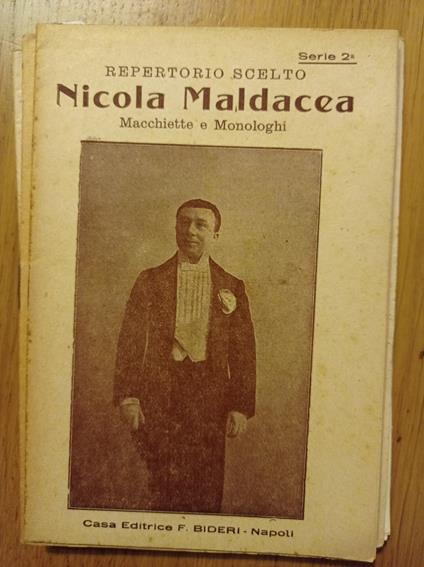 Serie 2ª
REPERTORIO SCELTO
Nicola Maldacea
Macchiette e Monologhi
Casa Editrice F. BIDERI - Napoli